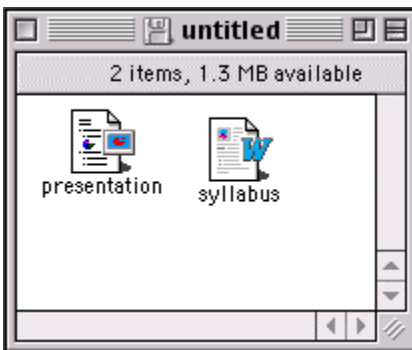 untitled
2 items, 1.3 MB available
presentation
syllabus